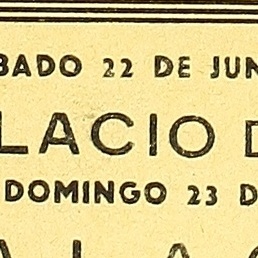 BADO 22 DE JUN
LACIO D
DOMINGO 23 D